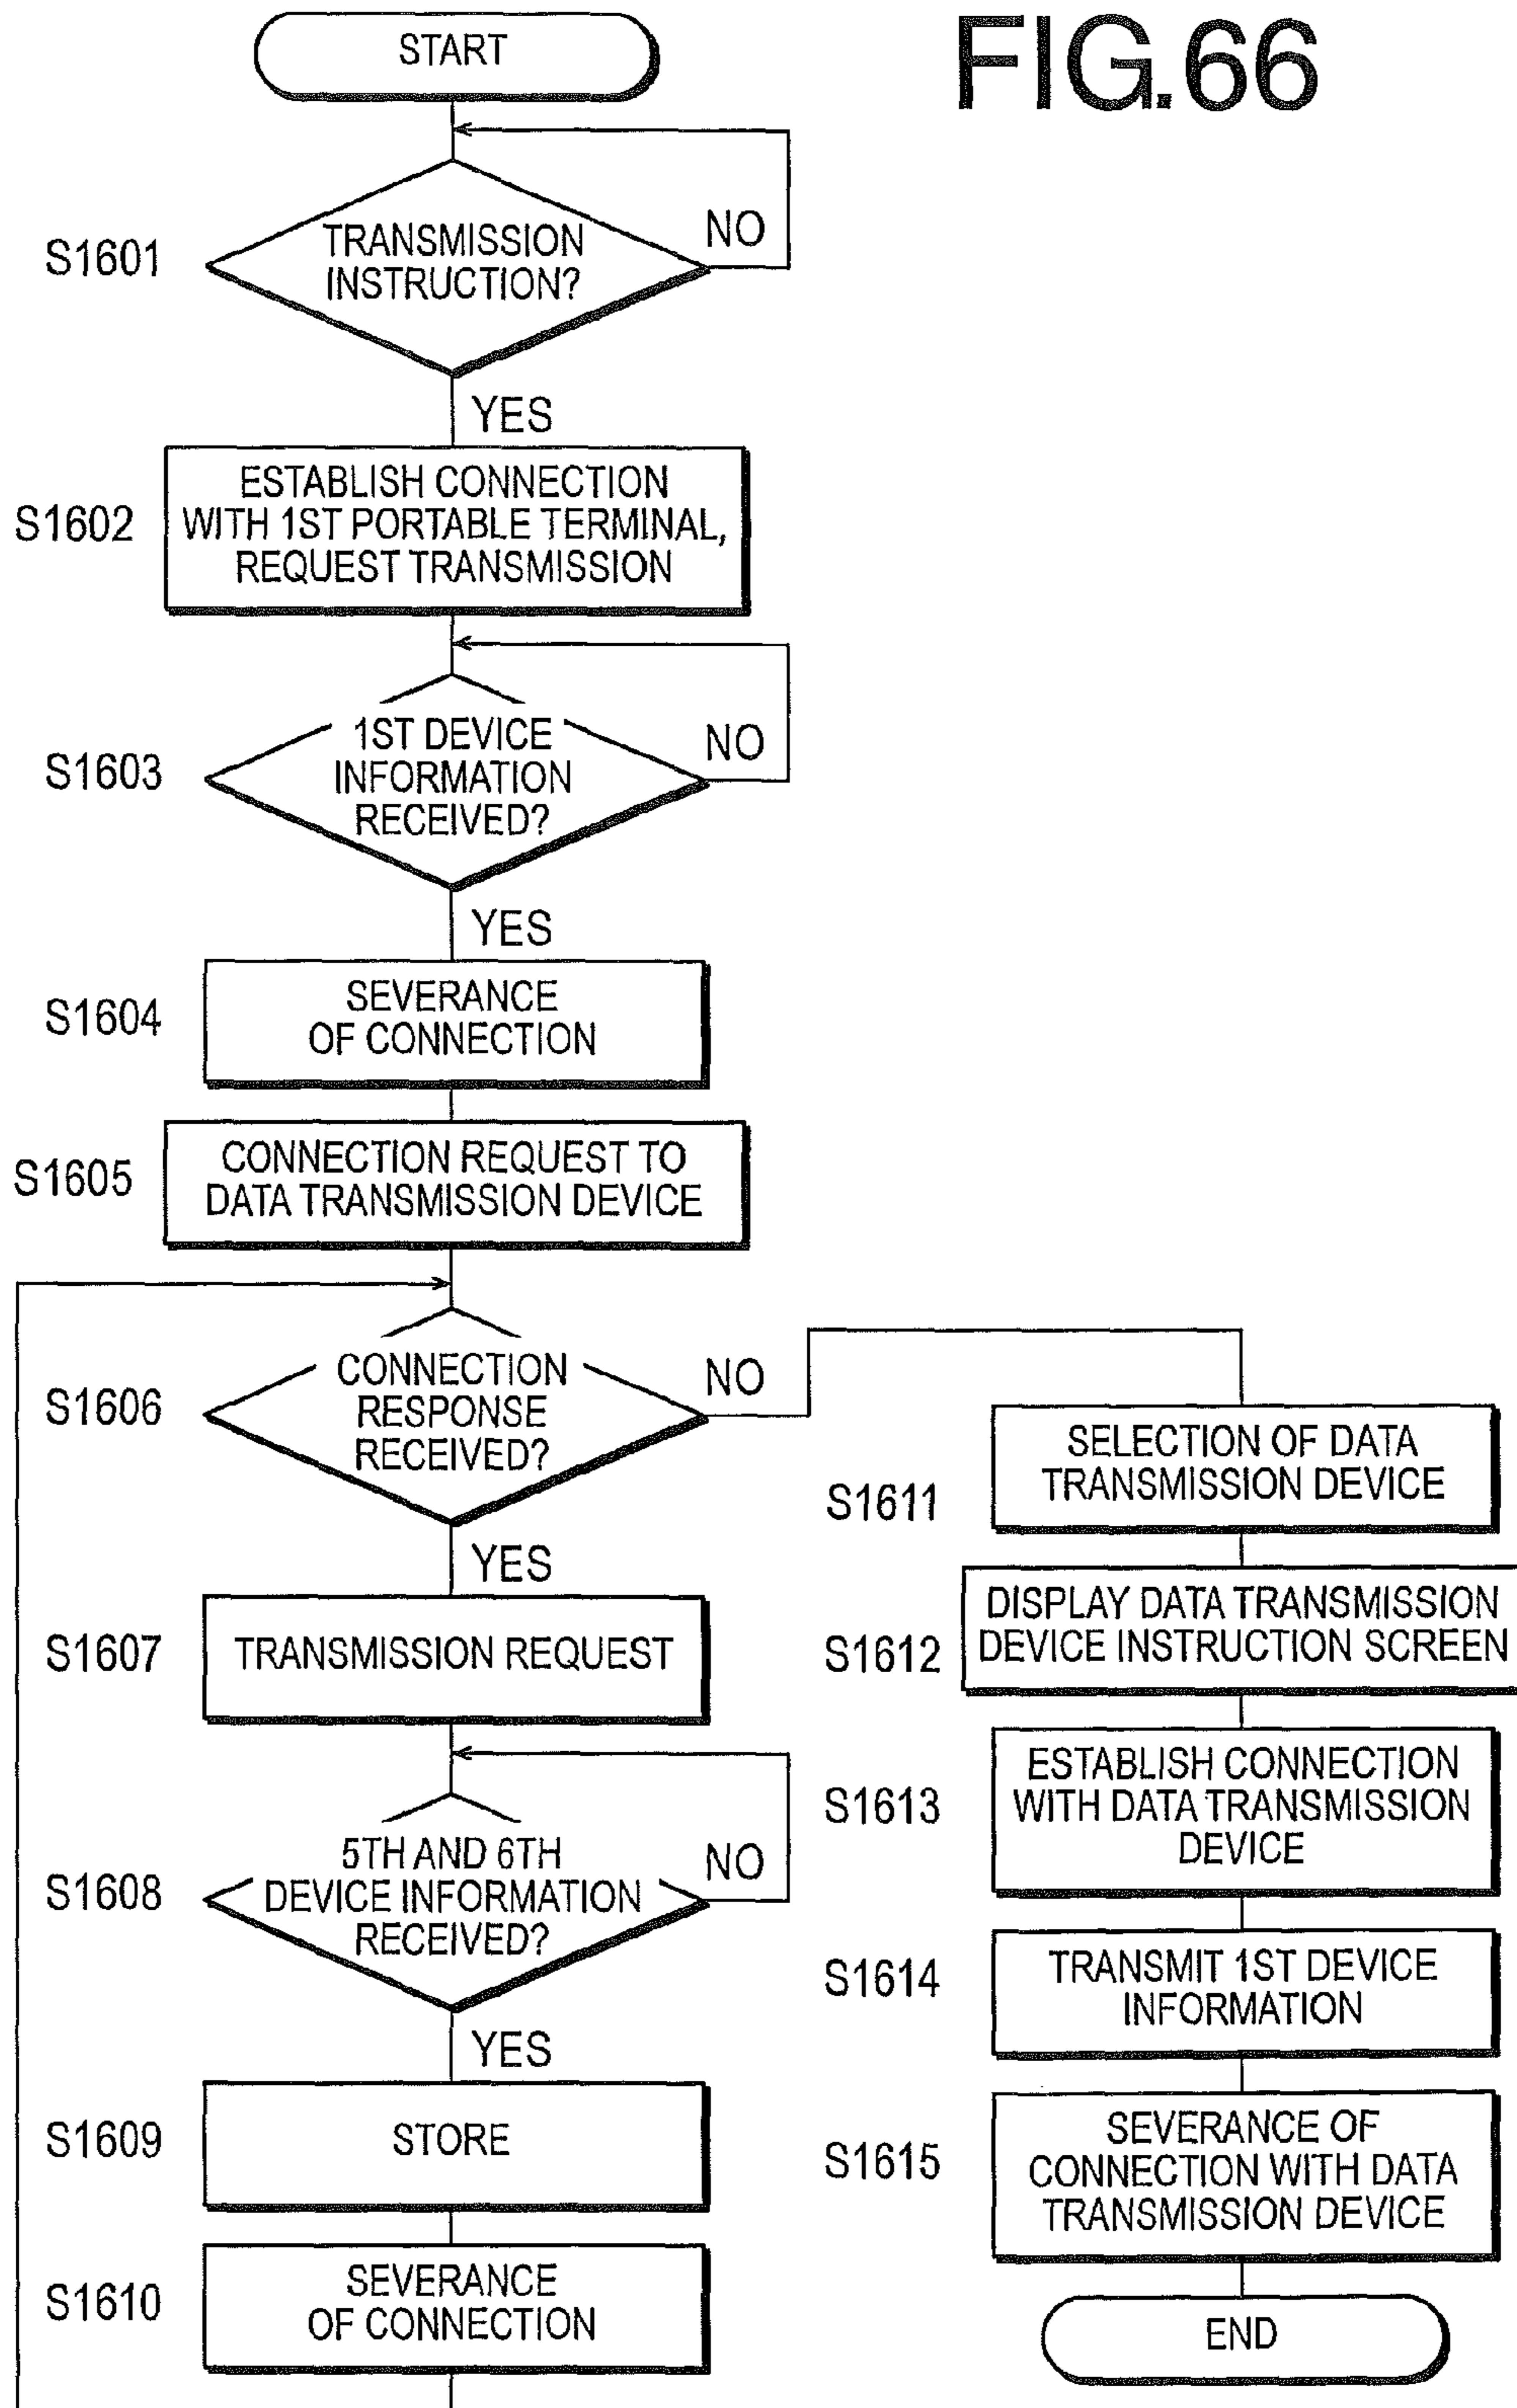 FIG.66
START
S1601
TRANSMISSION
INSTRUCTION?
NO
YES
S1602
ESTABLISH CONNECTION
WITH 1ST PORTABLE TERMINAL,
REQUEST TRANSMISSION
S1603
1ST DEVICE
INFORMATION
RECEIVED?
NO
YES
S1604
SEVERANCE
OF CONNECTION
S1605
CONNECTION REQUEST TO
DATA TRANSMISSION DEVICE
S1606
CONNECTION
RESPONSE
RECEIVED?
NO
YES
S1607
TRANSMISSION REQUEST
S1608
5TH AND 6TH
DEVICE INFORMATION
RECEIVED?
NO
YES
S1609
STORE
S1610
SEVERANCE
OF CONNECTION
S1611
SELECTION OF DATA
TRANSMISSION DEVICE
S1612
DISPLAY DATA TRANSMISSION
DEVICE INSTRUCTION SCREEN
S1613
ESTABLISH CONNECTION
WITH DATA TRANSMISSION
DEVICE
S1614
TRANSMIT 1ST DEVICE
INFORMATION
S1615
SEVERANCE OF
CONNECTION WITH DATA
TRANSMISSION DEVICE
END